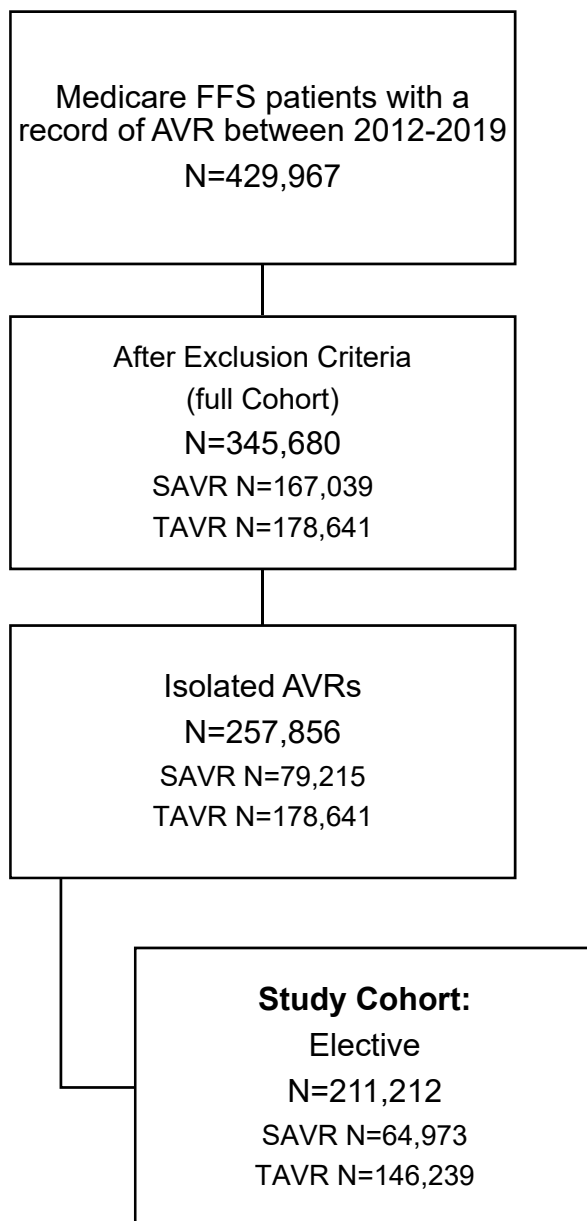 Medicare FFS patients with a
record of AVR between 2012-2019
N=429,967
After Exclusion Criteria
(full Cohort)
N=345,680
SAVR N=167,039
TAVR N=178,641
Isolated AVRs
N=257,856
SAVR N=79,215
TAVR N=178,641
Study Cohort:
Elective
N=211,212
SAVR N=64,973
TAVR N=146,239